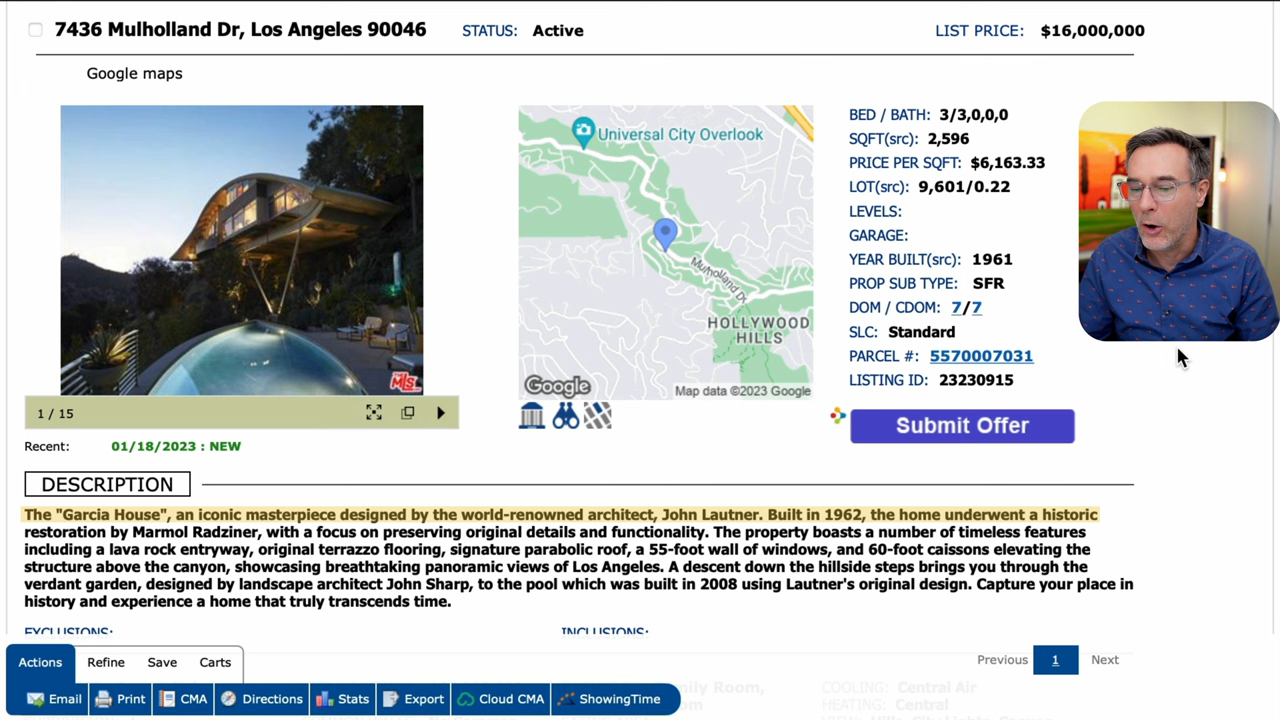 7436 Mulholland Dr, Los Angeles 90046 STATUS: Active LIST PRICE: $16,000,000
Google maps
Universal City Overlook
Mulholland Dr
HOLLYWOOD
HILLS
Google Map data ©2023 Google
MLS
BED / BATH: 3/3,0,0,0
SQFT(src): 2,596
PRICE PER SQFT: $6,163.33
LOT(src): 9,601/0.22
LEVELS:
GARAGE:
YEAR BUILT(src): 1961
PROP SUB TYPE: SFR
DOM / CDOM: 7/7
SLC: Standard
PARCEL #: 5570007031
LISTING ID: 23230915
1 / 15
Submit Offer
Recent: 01/18/2023 : NEW
DESCRIPTION
The "Garcia House", an iconic masterpiece designed by the world-renowned architect, John Lautner. Built in 1962, the home underwent a historic
restoration by Marmol Radziner, with a focus on preserving original details and functionality. The property boasts a number of timeless features
including a lava rock entryway, original terrazzo flooring, signature parabolic roof, a 55-foot wall of windows, and 60-foot caissons elevating the
structure above the canyon, showcasing breathtaking panoramic views of Los Angeles. A descent down the hillside steps brings you through the
verdant garden, designed by landscape architect John Sharp, to the pool which was built in 2008 using Lautner's original design. Capture your place in
history and experience a home that truly transcends time.
EXCLUSIONS: INCLUSIONS:
Actions Refine Save Carts Previous 1 Next
Email Print CMA Directions Stats Export Cloud CMA ShowingTime
Family Room, COOLING: Central Air
HEATING: Central